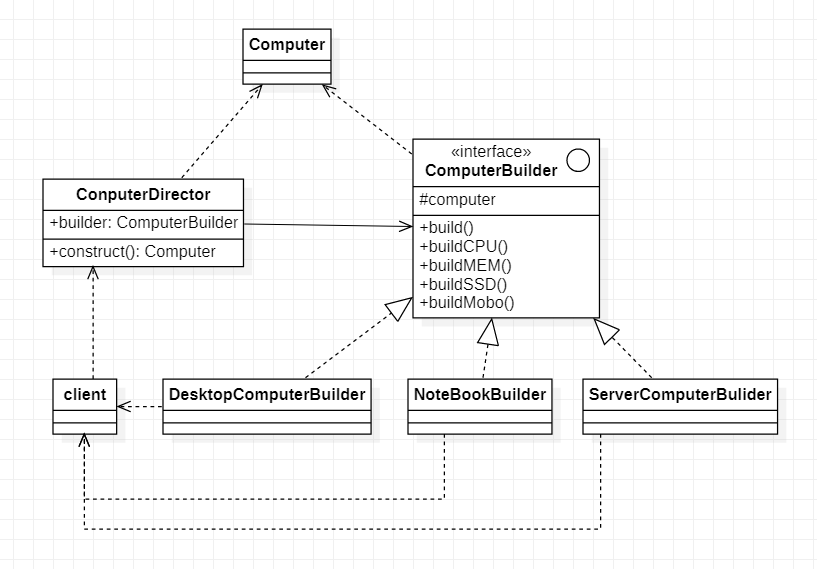 Computer
«interface»
ComputerBuilder
#computer
+build()
+buildCPU()
+buildMEM()
+buildSSD()
+buildMobo()
ConputerDirector
+builder: ComputerBuilder
+construct(): Computer
client
DesktopComputerBuilder
NoteBookBuilder
ServerComputerBulider